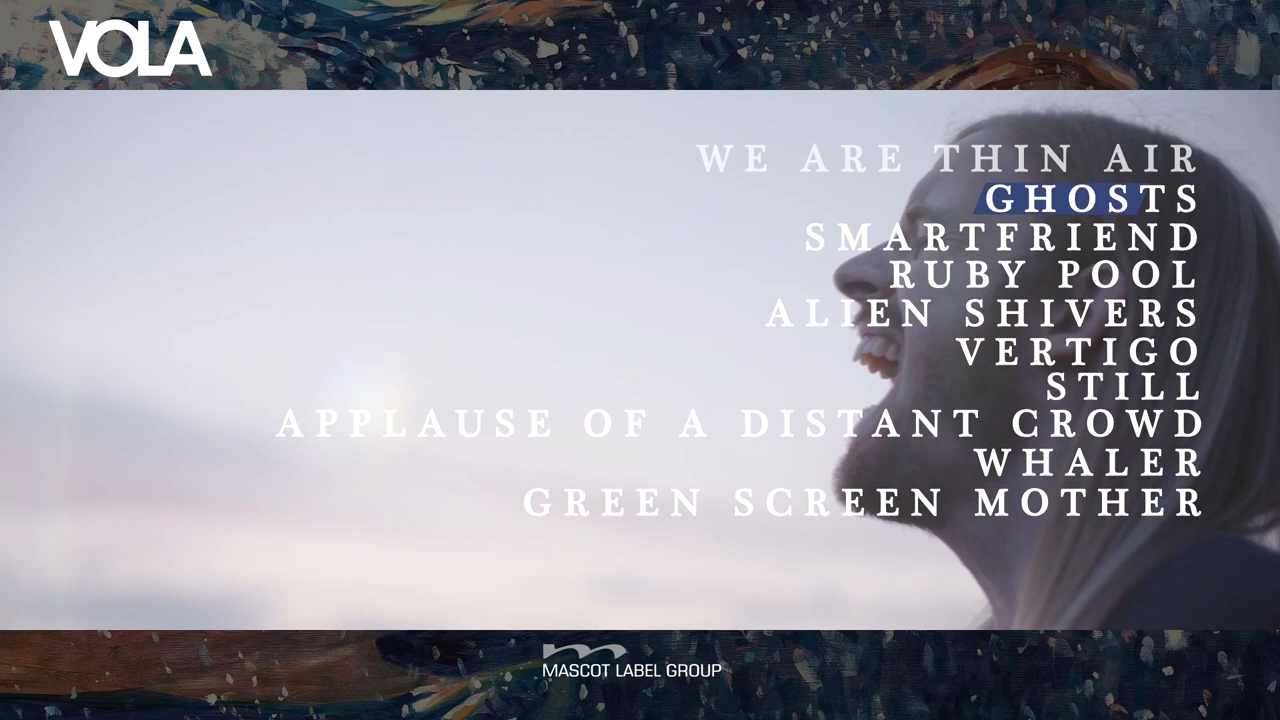 VOLA
WE ARE THIN AIR
GHOSTS
SMARTFRIEND
RUBY POOL
ALIEN SHIVERS
VERTIGO
STILL
APPLAUSE OF A DISTANT CROWD
WHALER
GREEN SCREEN MOTHER
MASCOT LABEL GROUP